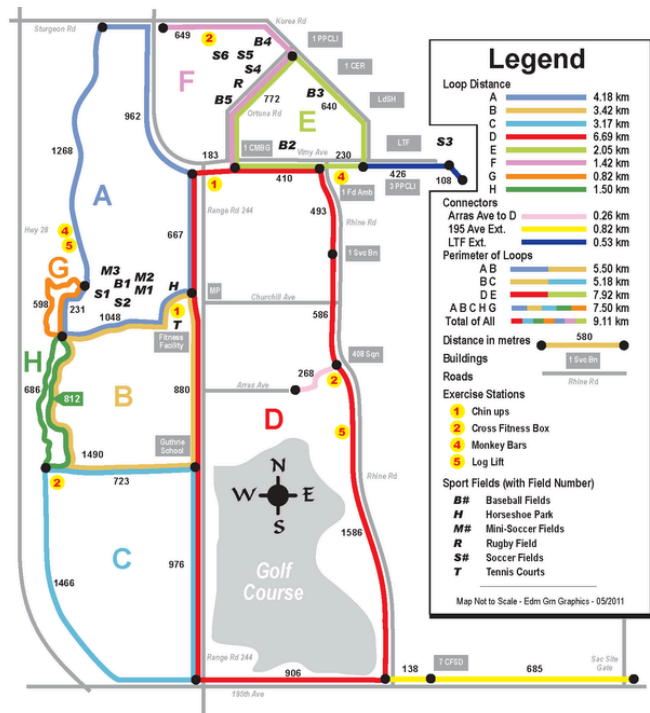 Korea Rd
Sturgeon Rd
649
2
B4
S6
S5
1 PPCLI
S4
F
R
1 CER
772
B3
B5
640
962
Ortona Rd
LdSH
E
1268
1 CMBG
B2
LTF
S3
183
Vimy Ave
230
1
410
4
426
108
1 Fd Amb
3 PPCLI
A
Range Rd 244
493
667
Rhine Rd
Hwy 28
4
5
1 Svc Bn
M3
M2
G
B1
M1
H
S1
MP
S2
598
231
1
Churchill Ave
1048
T
586
Fitness
Facility
408 Sqn
H
268
2
686
B
880
Arras Ave
812
D
5
1490
Guthrie
School
N
Rhine Rd
723
W
E
2
S
1586
C
976
Golf
Course
1466
Range Rd 244
7 CFSD
Sac Site
Gate
906
138
685
195th Ave
Legend
Loop Distance
A 4.18 km
B 3.42 km
C 3.17 km
D 6.69 km
E 2.05 km
F 1.42 km
G 0.82 km
H 1.50 km
Connectors
Arras Ave to D 0.26 km
195 Ave Ext. 0.82 km
LTF Ext. 0.53 km
Perimeter of Loops
A B 5.50 km
B C 5.18 km
D E 7.92 km
A B C H G 7.50 km
Total of All 9.11 km
Distance in metres 580
Buildings 1 Svc Bn
Roads Rhine Rd
Exercise Stations
1 Chin ups
2 Cross Fitness Box
4 Monkey Bars
5 Log Lift
Sport Fields (with Field Number)
B# Baseball Fields
H Horseshoe Park
M# Mini-Soccer Fields
R Rugby Field
S# Soccer Fields
T Tennis Courts
Map Not to Scale - Edm Grn Graphics - 05/2011